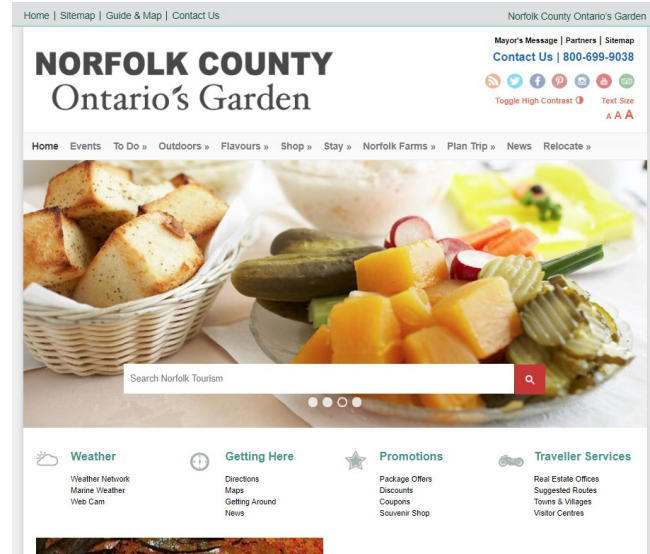 Home | Sitemap | Guide & Map | Contact Us
Norfolk County Ontario's Garden
Mayor's Message | Partners | Sitemap
Contact Us | 800-699-9038
NORFOLK COUNTY
Ontario's Garden
Toggle High Contrast
Text Size
A A A
Home Events To Do » Outdoors » Flavours » Shop » Stay » Norfolk Farms » Plan Trip » News Relocate »
Search Norfolk Tourism
Weather
Weather Network
Marine Weather
Web Cam
Getting Here
Directions
Maps
Getting Around
News
Promotions
Package Offers
Discounts
Coupons
Souvenir Shop
Traveller Services
Real Estate Offices
Suggested Routes
Towns & Villages
Visitor Centres